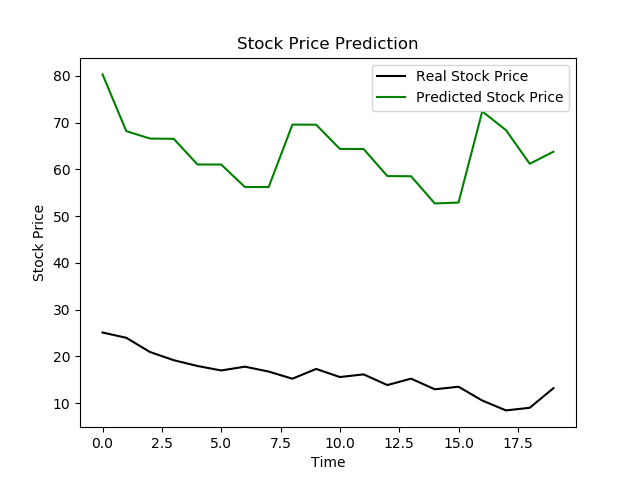 Stock Price Prediction
Real Stock Price
Predicted Stock Price
Stock Price
80
70
60
50
40
30
20
10
0.0 2.5 5.0 7.5 10.0 12.5 15.0 17.5
Time